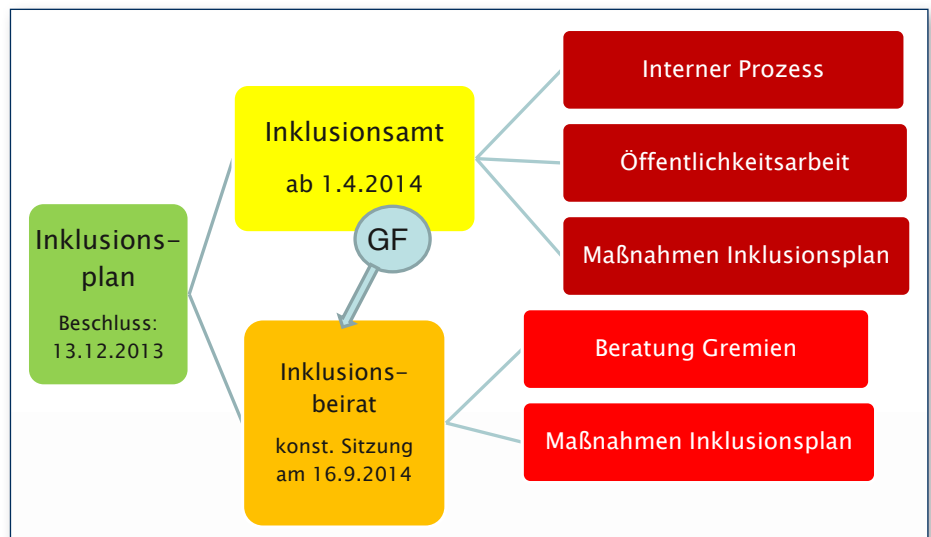 Inklusions-
plan
Beschluss:
13.12.2013
Inklusionsamt
ab 1.4.2014
GF
Inklusions-
beirat
konst. Sitzung
am 16.9.2014
Interner Prozess
Öffentlichkeitsarbeit
Maßnahmen Inklusionsplan
Beratung Gremien
Maßnahmen Inklusionsplan